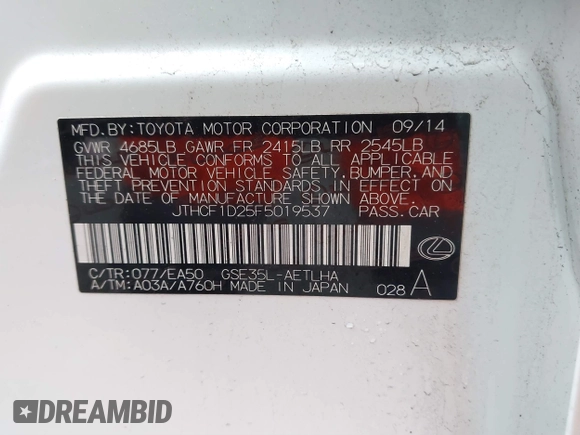 MFD.BY:TOYOTA MOTOR CORPORATION 09/14
GVWR 4685LB GAWR FR 2415LB RR 2545LB
THIS VEHICLE CONFORMS TO ALL APPLICABLE
FEDERAL MOTOR VEHICLE SAFETY,BUMPER,AND
THEFT PREVENTION STANDARDS IN EFFECT ON
THE DATE OF MANUFACTURE SHOWN ABOVE.
JTHCF1D25F5019537 PASS.CAR
C/TR:077/EA50 GSE35L-AETLHA
A/TM:A03A/A760H MADE IN JAPAN 028 A
DREAMBID